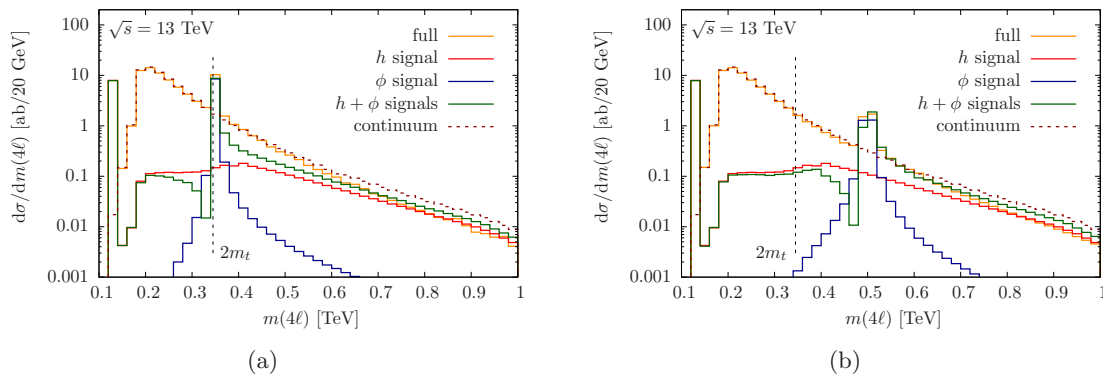 100
10
1
0.1
0.01
0.001
dσ/dm(4ℓ) [ab/20 GeV]
√s = 13 TeV
full
h signal
φ signal
h + φ signals
continuum
2m_t
0.1 0.2 0.3 0.4 0.5 0.6 0.7 0.8 0.9 1
m(4ℓ) [TeV]
(a)
100
10
1
0.1
0.01
0.001
dσ/dm(4ℓ) [ab/20 GeV]
√s = 13 TeV
full
h signal
φ signal
h + φ signals
continuum
2m_t
0.1 0.2 0.3 0.4 0.5 0.6 0.7 0.8 0.9 1
m(4ℓ) [TeV]
(b)